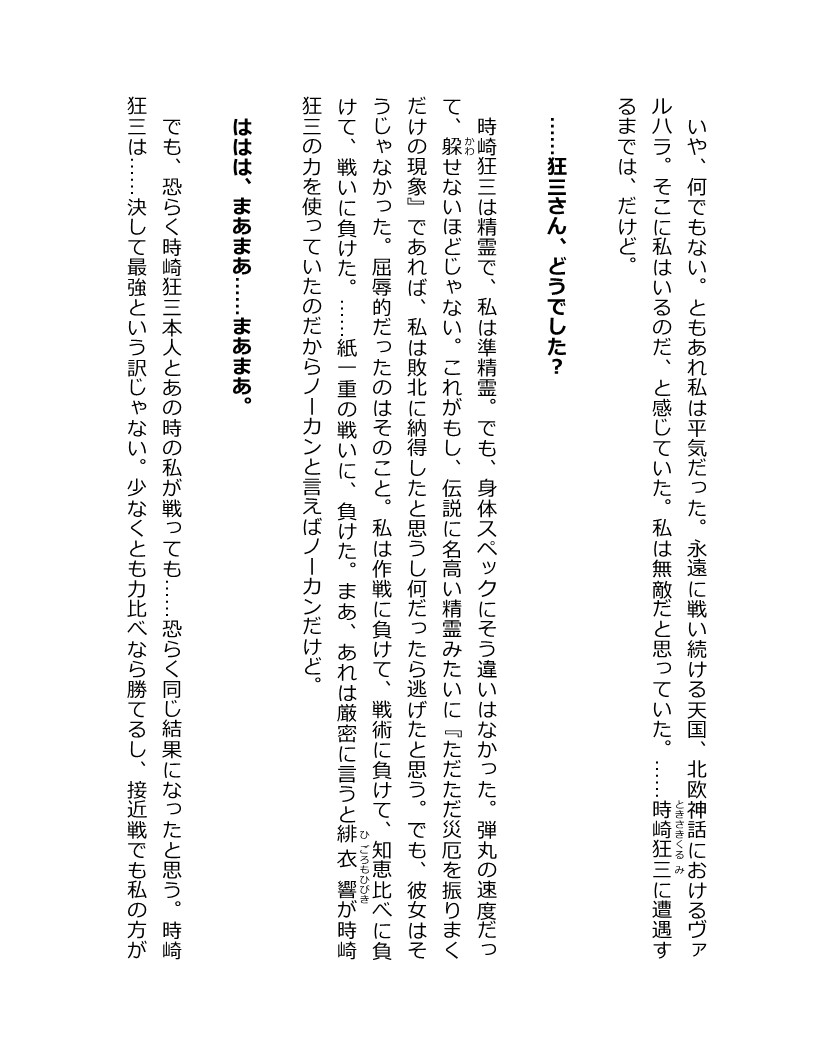 いや、何でもない。ともあれ私は平気だった。永遠に戦い続ける天国、北欧神話におけるヴァ
ルハラ。そこに私はいるのだ、と感じていた。私は無敵だと思っていた。……時崎狂三に遭遇す
るまでは、だけど。
……狂三さん、どうでした？
　時崎狂三は精霊で、私は準精霊。でも、身体スペックにそう違いはなかった。弾丸の速度だっ
て、躱せないほどじゃない。これがもし、伝説に名高い精霊みたいに『ただただ災厄を振りまく
だけの現象』であれば、私は敗北に納得したと思うし何だったら逃げたと思う。でも、彼女はそ
うじゃなかった。屈辱的だったのはそのこと。私は作戦に負けて、戦術に負けて、知恵比べに負
けて、戦いに負けた。……紙一重の戦いに、負けた。まあ、あれは厳密に言うと緋衣響が時崎
狂三の力を使っていたのだからノーカンと言えばノーカンだけど。
ははは、まあまあ……まあまあ。
　でも、恐らく時崎狂三本人とあの時の私が戦っても……恐らく同じ結果になったと思う。時崎
狂三は……決して最強という訳じゃない。少なくとも力比べなら勝てるし、接近戦でも私の方が